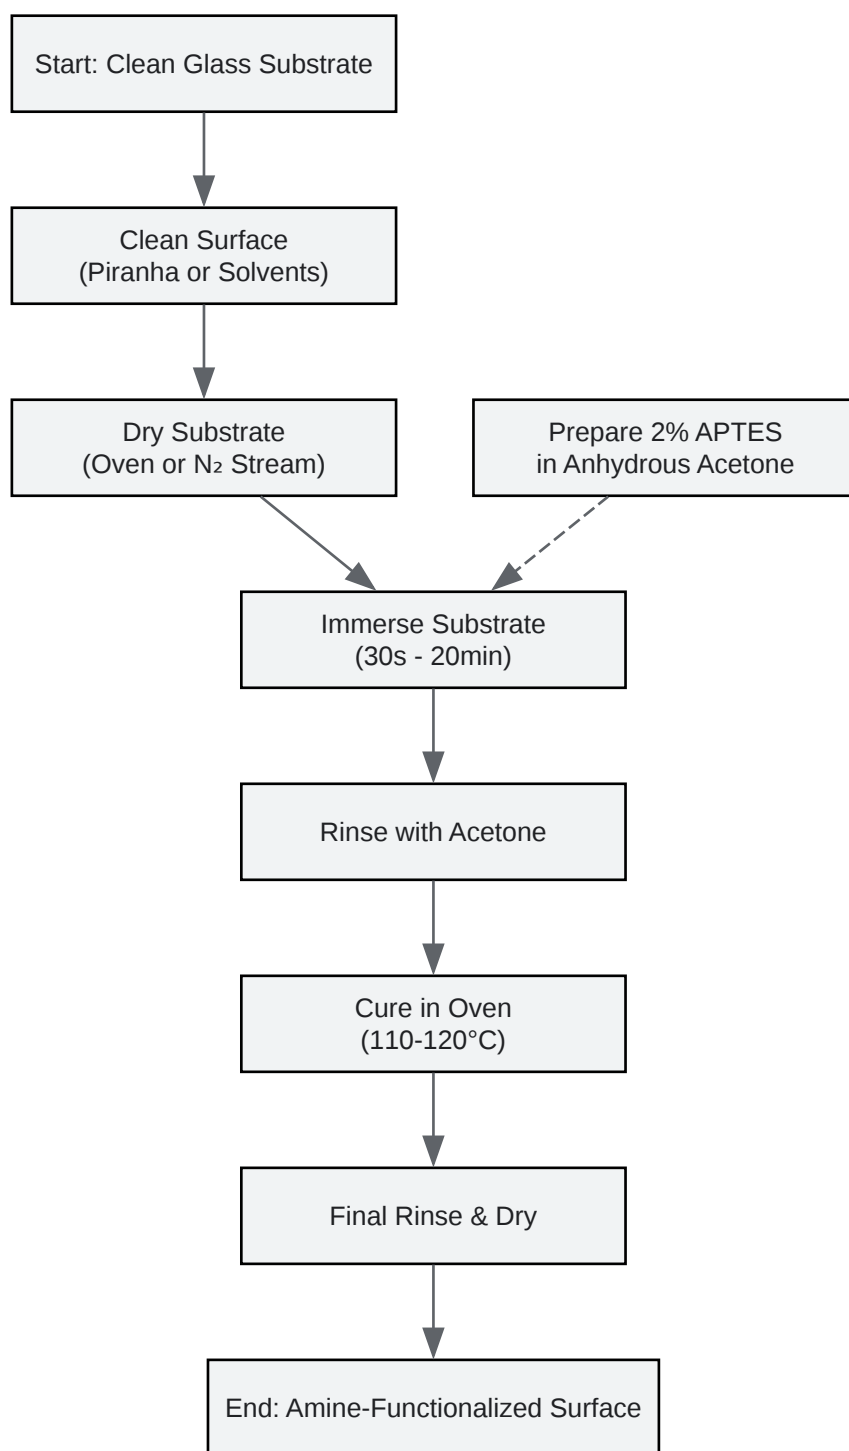 Start: Clean Glass Substrate
Clean Surface
(Piranha or Solvents)
Dry Substrate
(Oven or N₂ Stream)
Prepare 2% APTES
in Anhydrous Acetone
Immerse Substrate
(30s - 20min)
Rinse with Acetone
Cure in Oven
(110-120°C)
Final Rinse & Dry
End: Amine-Functionalized Surface